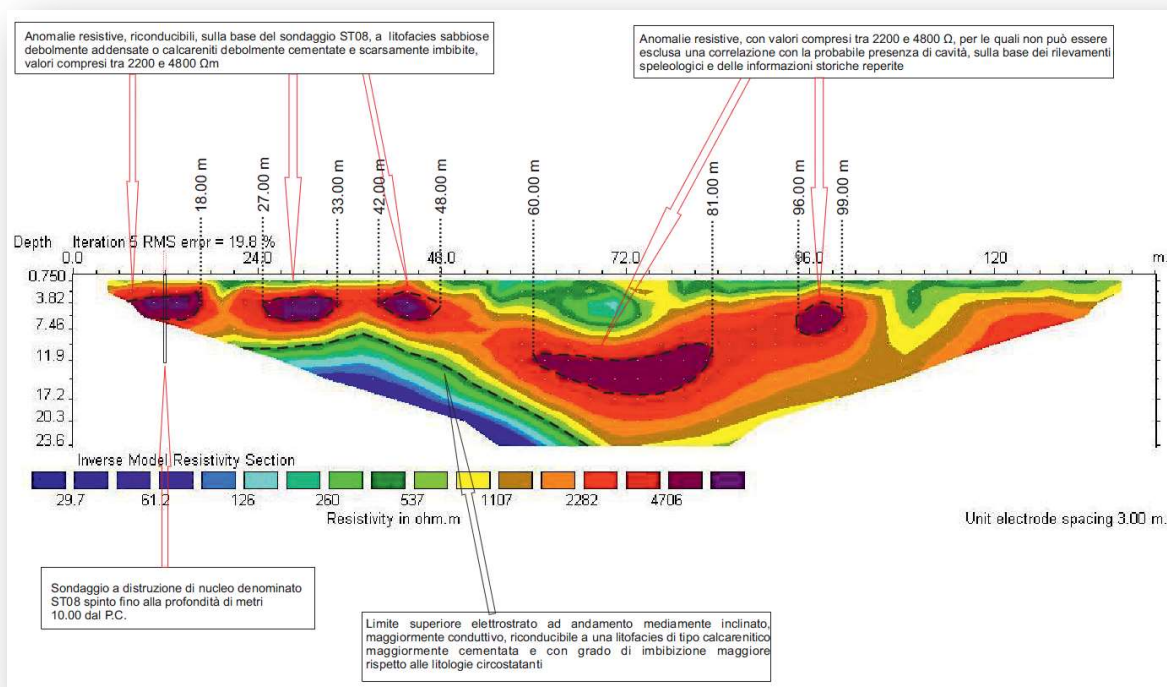 Anomalie resistive, riconducibili, sulla base del sondaggio ST08, a litofacies sabbiose
debolmente addensate o calcareniti debolmente cementate e scarsamente imbibite,
valori compresi tra 2200 e 4800 Ωm
Anomalie resistive, con valori compresi tra 2200 e 4800 Ω, per le quali non può essere
esclusa una correlazione con la probabile presenza di cavità, sulla base dei rilevamenti
speleologici e delle informazioni storiche reperite
18.00 m
27.00 m
33.00 m
42.00 m
48.00 m
60.00 m
81.00 m
96.00 m
99.00 m
Depth Iteration 5 RMS error = 19.8 %
0.0 24.0 48.0 72.0 96.0 120 m.
0.750
3.82
7.46
11.9
17.2
20.3
23.6
Inverse Model Resistivity Section
29.7 61.2 126 260 537 1107 2282 4706
Resistivity in ohm.m
Unit electrode spacing 3.00 m.
Sondaggio a distruzione di nucleo denominato
ST08 spinto fino alla profondità di metri
10.00 dal P.C.
Limite superiore elettrostrato ad andamento mediamente inclinato,
maggiormente conduttivo, riconducibile a una litofacies di tipo calcarenitico
maggiormente cementata e con grado di imbibizione maggiore
rispetto alle litologie circostatanti